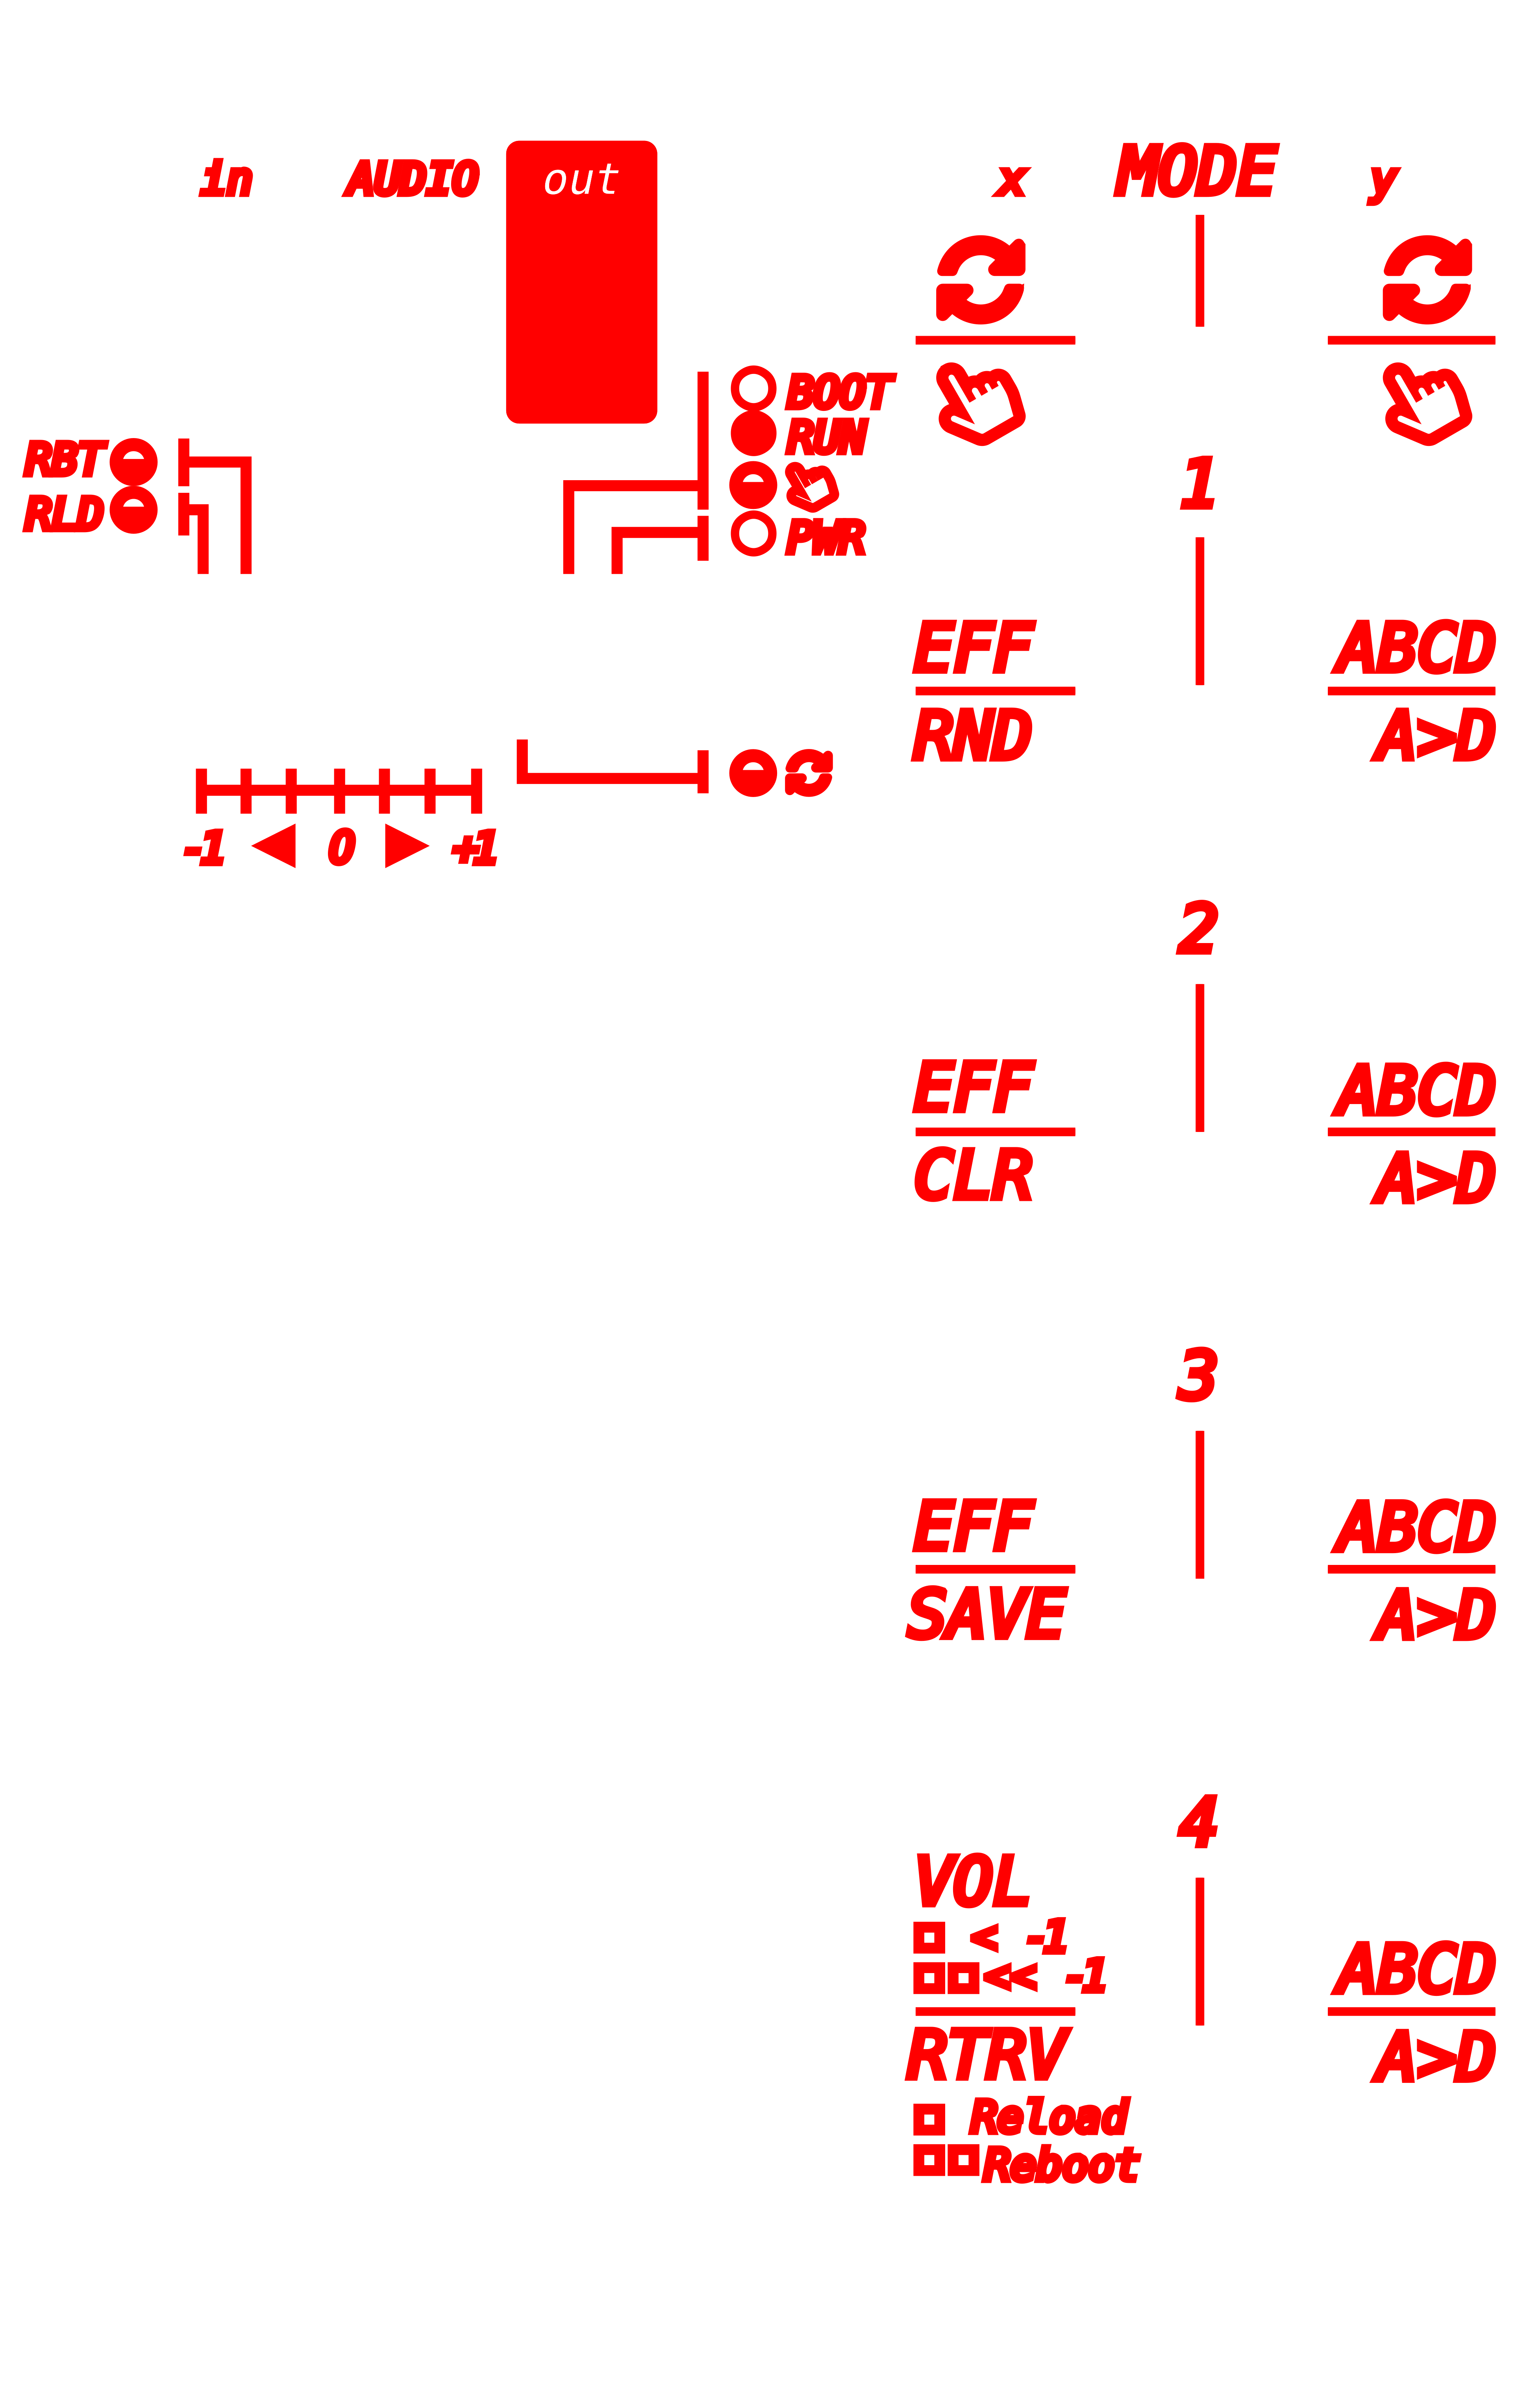 in AUDIO out
x MODE y
BOOT
RUN
PWR
RBT
RLD
1
EFF ABCD
RND A>D
-1 0 +1
2
EFF ABCD
CLR A>D
3
EFF ABCD
SAVE A>D
4
VOL
< -1
<< -1
ABCD
RTRV A>D
Reload
Reboot